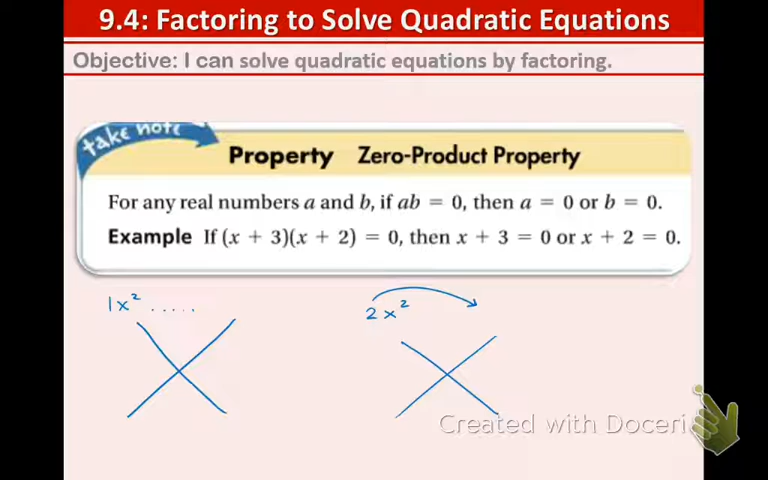 9.4: Factoring to Solve Quadratic Equations
Objective: I can solve quadratic equations by factoring.
take note
Property Zero-Product Property
For any real numbers a and b, if ab = 0, then a = 0 or b = 0.
Example If (x + 3)(x + 2) = 0, then x + 3 = 0 or x + 2 = 0.
1x² .....
2x²
Created with Doceri